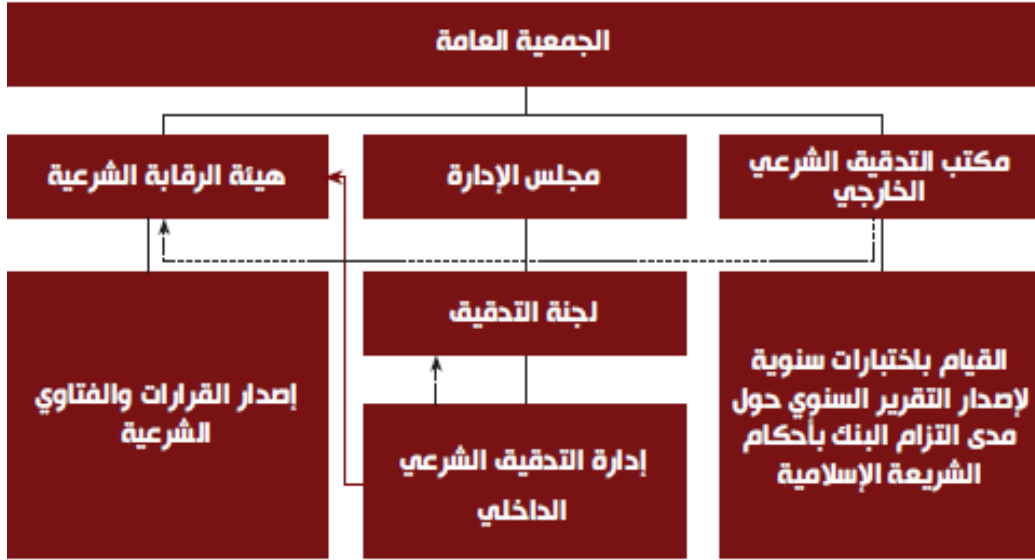 الجمعية العامة
مكتب التدقيق الشرعي
الخارجي
مجلس الإدارة
هيئة الرقابة الشرعية
القيام باختبارات سنوية
لإصدار التقرير السنوي حول
مدى التزام البنك بأحكام
الشريعة الإسلامية
لجنة التدقيق
إدارة التدقيق الشرعي
الداخلي
إصدار القرارات والفتاوي
الشرعية